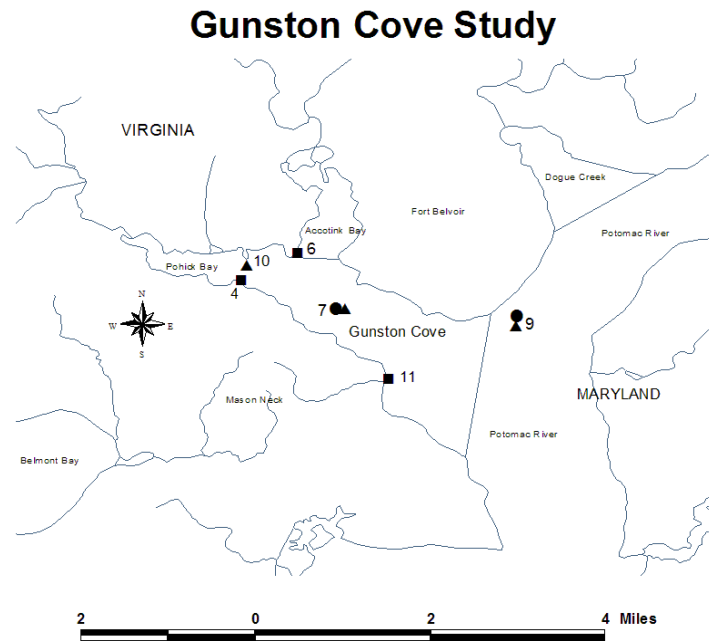 Gunston Cove Study
VIRGINIA
Dogue Creek
Fort Belvoir
Accotink Bay
Potomac River
6
10
Pohick Bay
4
N
W E
S
7
9
Gunston Cove
11
MARYLAND
Mason Neck
Potomac River
Belmont Bay
2 0 2 4 Miles